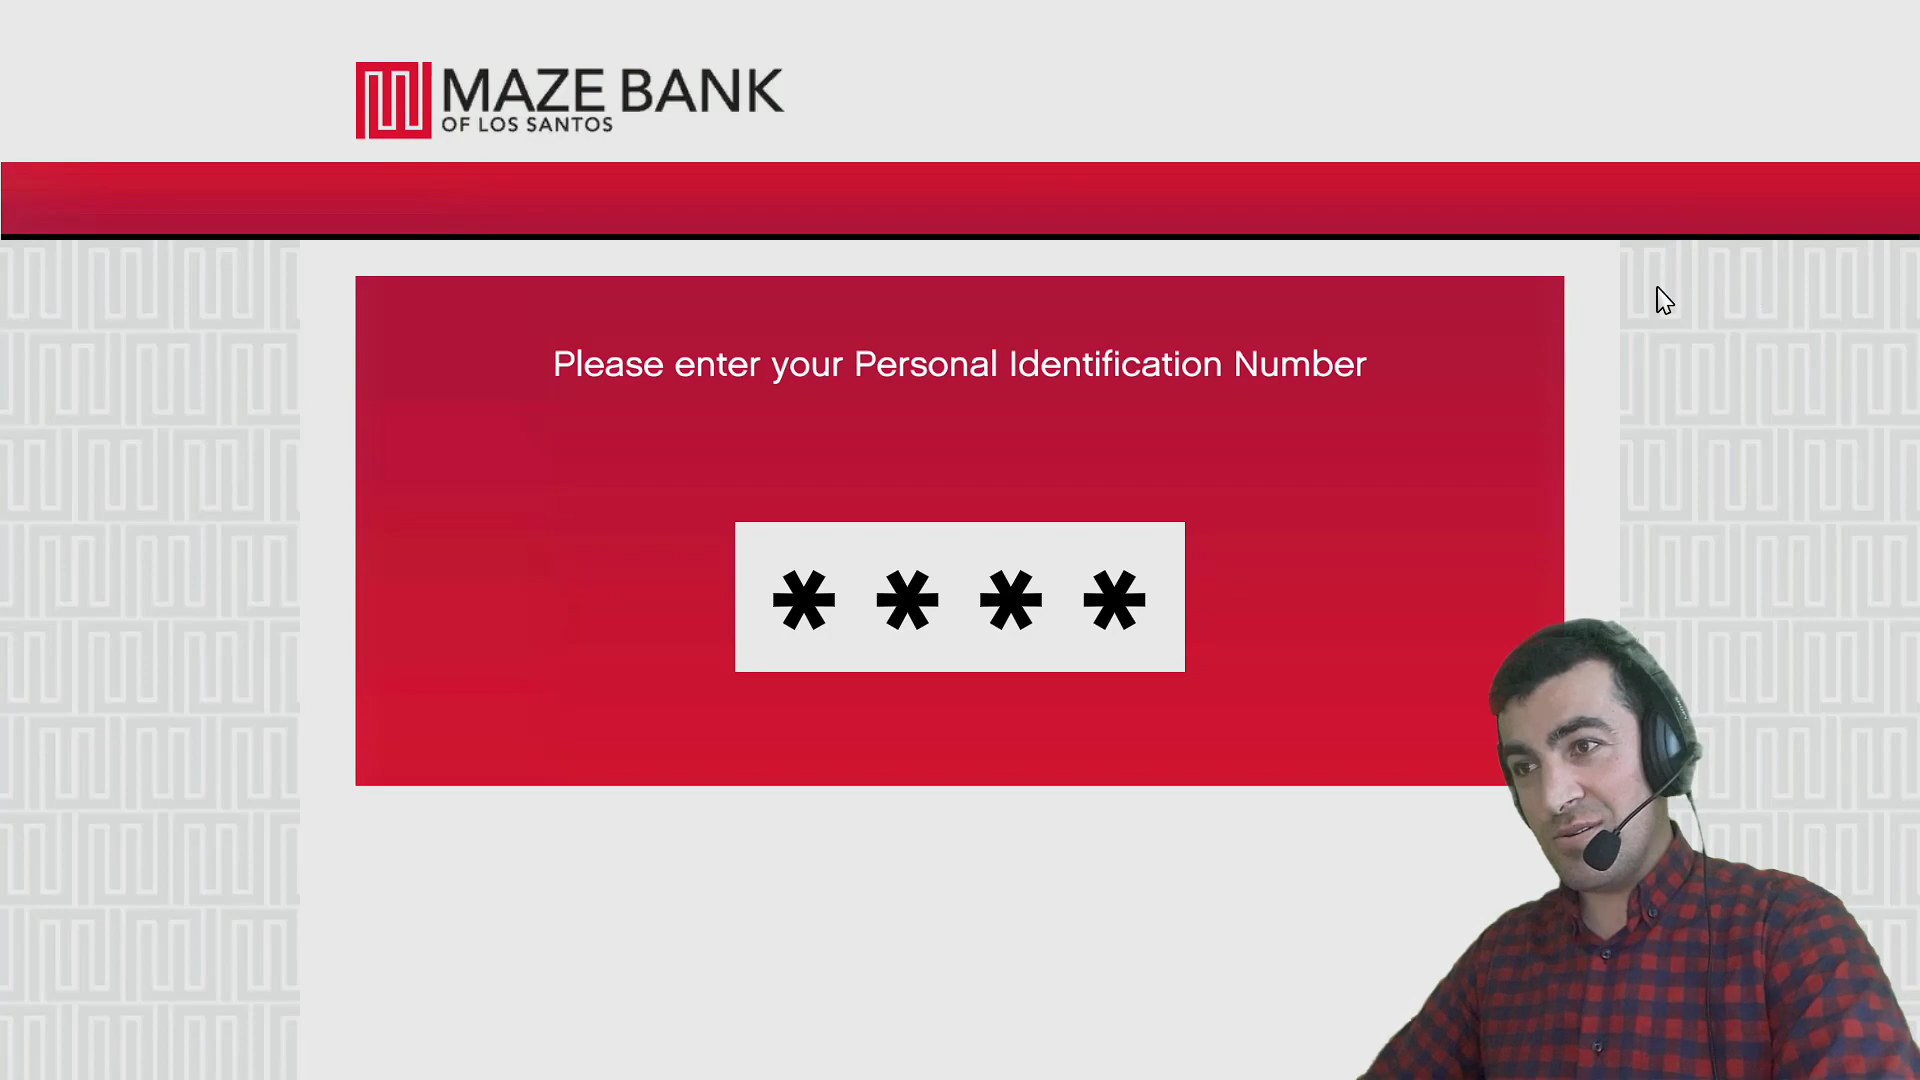 MAZE BANK
OF LOS SANTOS
Please enter your Personal Identification Number
* * * *